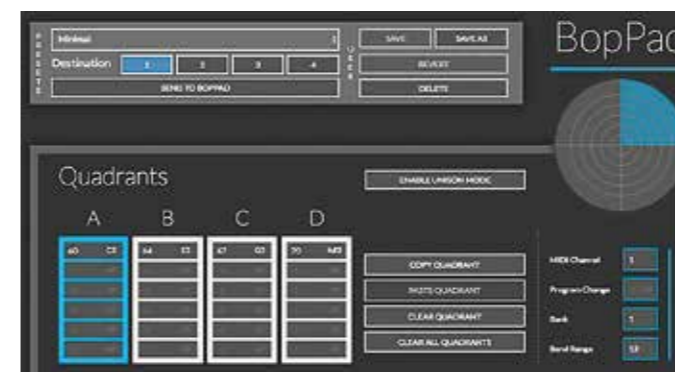 PRESETS
Minimal
Destination 1 2 3 4
SEND TO BOPPAD
USER
SAVE SAVE AS
REVERT
DELETE
BopPad
Quadrants
ENABLE UNISON MODE
A B C D
60 C3 64 E3 67 G3 70
COPY QUADRANT
PASTE QUADRANT
CLEAR QUADRANT
CLEAR ALL QUADRANTS
MIDI Channel 1
Program Change
Bank 1
Bend Range 12